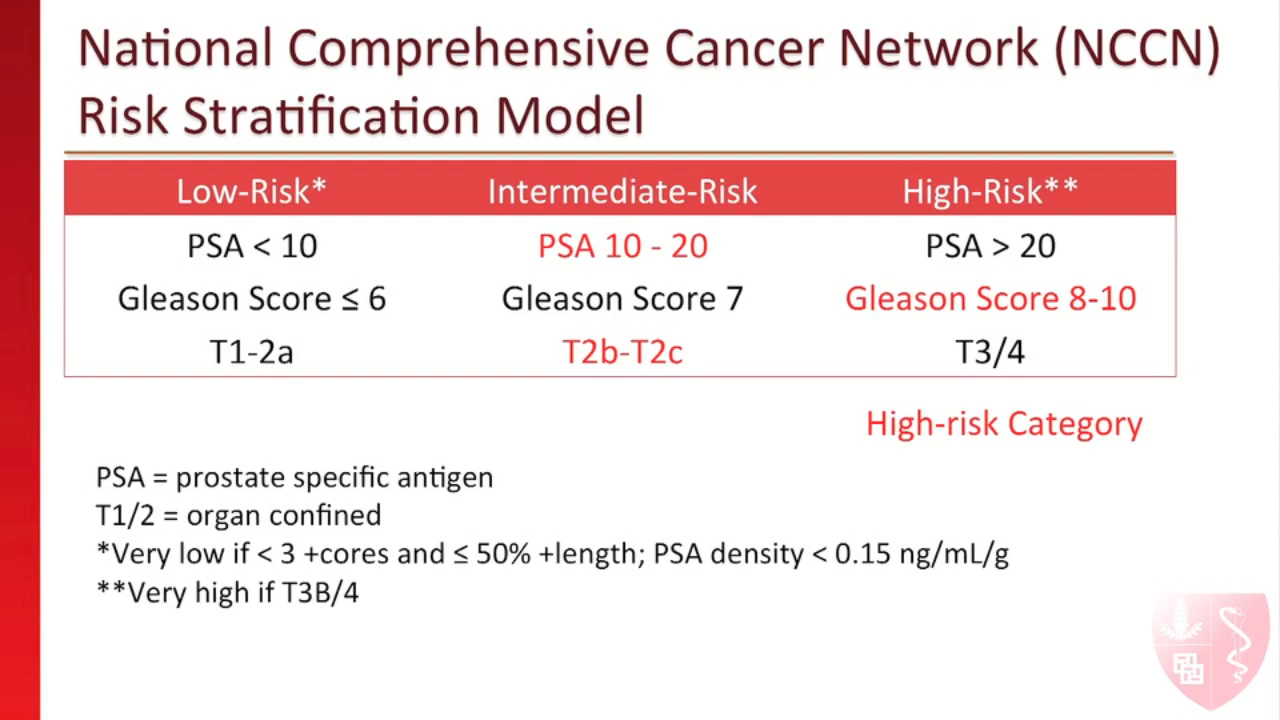 National Comprehensive Cancer Network (NCCN)
Risk Stratification Model
Low-Risk* Intermediate-Risk High-Risk**
PSA < 10 PSA 10 - 20 PSA > 20
Gleason Score ≤ 6 Gleason Score 7 Gleason Score 8-10
T1-2a T2b-T2c T3/4
High-risk Category
PSA = prostate specific antigen
T1/2 = organ confined
*Very low if < 3 +cores and ≤ 50% +length; PSA density < 0.15 ng/mL/g
**Very high if T3B/4